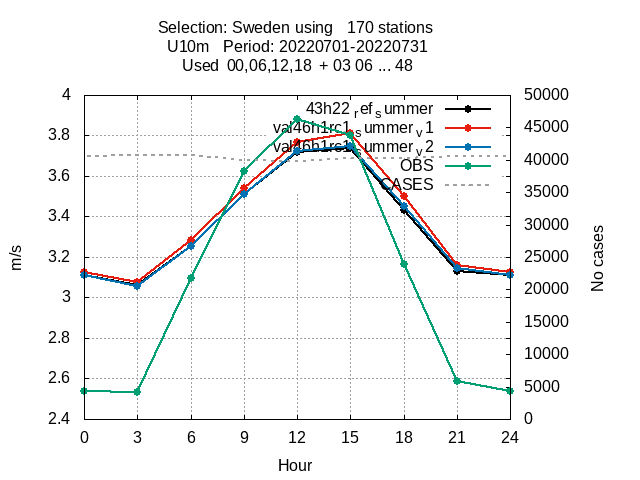 Selection: Sweden using 170 stations
U10m Period: 20220701-20220731
Used 00,06,12,18 + 03 06 ... 48
43h22refsummer
val46h1rc1summerv1
val46h1rc1summerv2
OBS
CASES
m/s
4
3.8
3.6
3.4
3.2
3
2.8
2.6
2.4
50000
45000
40000
35000
30000
25000
20000
15000
10000
5000
0
No cases
0 3 6 9 12 15 18 21 24
Hour